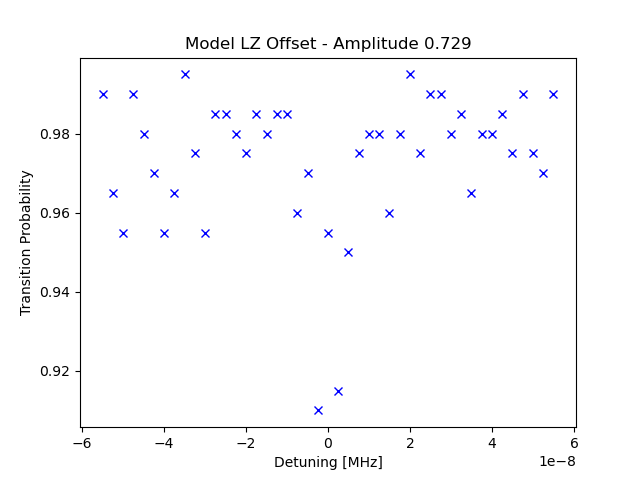 Model LZ Offset - Amplitude 0.729
Transition Probability
0.98
0.96
0.94
0.92
−6
−4
−2
0
2
4
6
1e−8
Detuning [MHz]